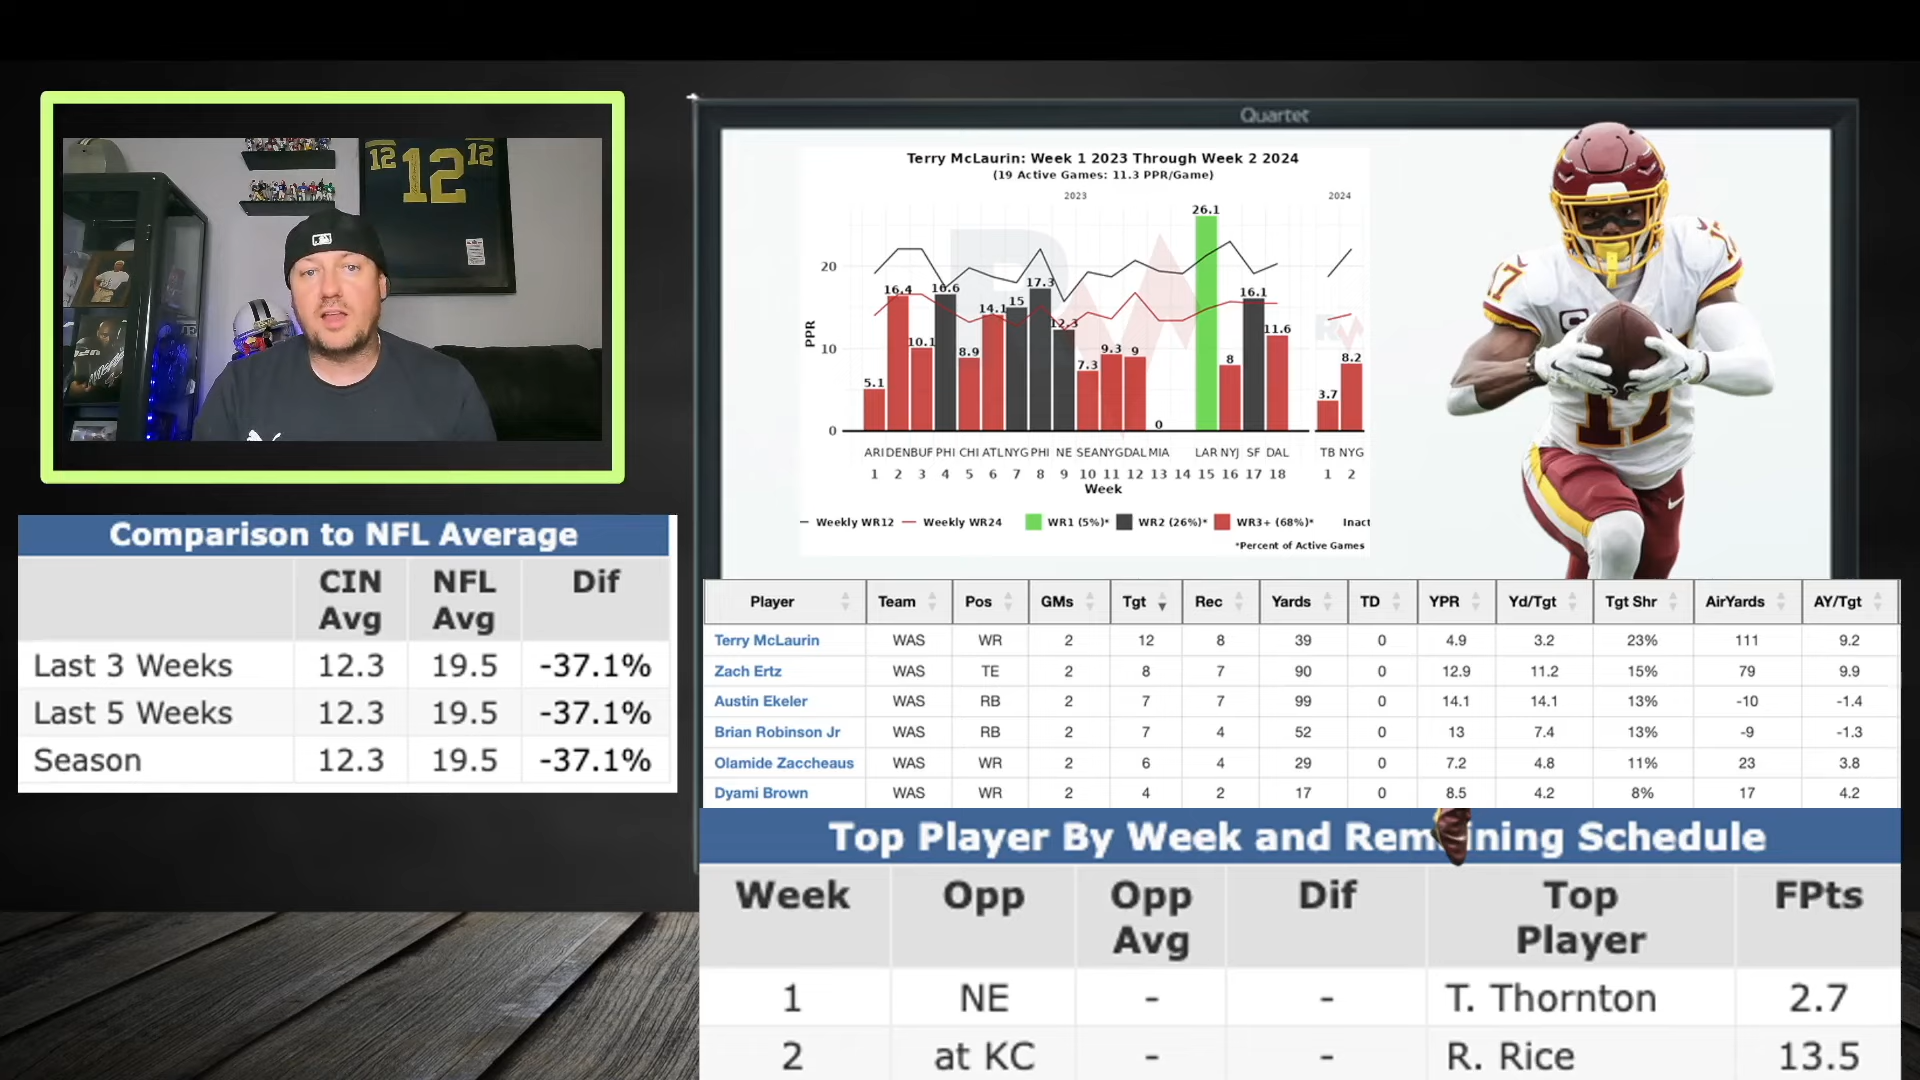 12 12 12
Quartet
Terry McLaurin: Week 1 2023 Through Week 2 2024
(19 Active Games: 11.3 PPR/Game)
2023 2024
PPR
20
10
0
5.1 16.4 10.1 16.6 8.9 14.1 15 17.3 12.3 7.3 9.3 9 0 26.1 8 16.1 11.6 3.7 8.2
ARI DEN BUF PHI CHI ATL NYG PHI NE SEA NYG DAL MIA LAR NYJ SF DAL TB NYG
1 2 3 4 5 6 7 8 9 10 11 12 13 14 15 16 17 18 1 2
Week
Weekly WR12 Weekly WR24 WR1 (5%)* WR2 (26%)* WR3+ (68%)* Inact
*Percent of Active Games
17
17
Comparison to NFL Average
CIN Avg NFL Avg Dif
Last 3 Weeks 12.3 19.5 -37.1%
Last 5 Weeks 12.3 19.5 -37.1%
Season 12.3 19.5 -37.1%
Player Team Pos GMs Tgt Rec Yards TD YPR Yd/Tgt Tgt Shr AirYards AY/Tgt
Terry McLaurin WAS WR 2 12 8 39 0 4.9 3.2 23% 111 9.2
Zach Ertz WAS TE 2 8 7 90 0 12.9 11.2 15% 79 9.9
Austin Ekeler WAS RB 2 7 7 99 0 14.1 14.1 13% -10 -1.4
Brian Robinson Jr WAS RB 2 7 4 52 0 13 7.4 13% -9 -1.3
Olamide Zaccheaus WAS WR 2 6 4 29 0 7.2 4.8 11% 23 3.8
Dyami Brown WAS WR 2 4 2 17 0 8.5 4.2 8% 17 4.2
Top Player By Week and Remaining Schedule
Week Opp Opp Avg Dif Top Player FPts
1 NE - - T. Thornton 2.7
2 at KC - - R. Rice 13.5